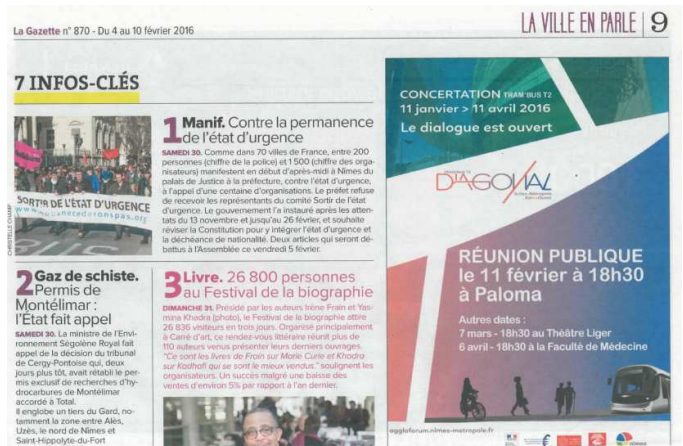 La Gazette n° 870 - Du 4 au 10 février 2016
LA VILLE EN PARLE | 9
7 INFOS-CLÉS
SORTIR DE L'ÉTAT D'URGENCE
CHRISTELLE CHAMP
1 Manif. Contre la permanence
de l'état d'urgence
SAMEDI 30. Comme dans 70 villes de France, entre 200
personnes (chiffre de la police) et 1 500 (chiffre des orga-
nisateurs) manifestent en début d'après-midi à Nîmes du
palais de Justice à la préfecture, contre l'état d'urgence,
à l'appel d'une centaine d'organisations. Le préfet refuse
de recevoir les représentants du comité Sortir de l'état
d'urgence. Le gouvernement l'a instauré après les atten-
tats du 13 novembre et jusqu'au 26 février, et souhaite
réviser la Constitution pour y intégrer l'état d'urgence et
la déchéance de nationalité. Deux articles qui seront dé-
battus à l'Assemblée ce vendredi 5 février.
2 Gaz de schiste.
Permis de
Montélimar :
l'Etat fait appel
SAMEDI 30. La ministre de l'Envi-
ronnement Ségolène Royal fait
appel de la décision du tribunal
de Cergy-Pontoise qui, deux
jours plus tôt, avait rétabli le per-
mis exclusif de recherches d'hy-
drocarbures de Montélimar
accordé à Total.
Il englobe un tiers du Gard, no-
tamment la zone entre Alès,
Uzès, le nord de Nîmes et
Saint-Hippolyte-du-Fort
3 Livre. 26 800 personnes
au Festival de la biographie
DIMANCHE 31. Présidé par les auteurs Irène Frain et Yas-
mina Khadra (photo), le Festival de la biographie attire
26 836 visiteurs en trois jours. Organisé principalement
à Carré d'art, ce rendez-vous littéraire réunit plus de
110 auteurs venus présenter leurs derniers ouvrages.
"Ce sont les livres de Frain sur Marie Curie et Khadra
sur Kadhafi qui se sont le mieux vendus." soulignent les
organisateurs. Un succès malgré une baisse des
ventes d'environ 5% par rapport à l'an dernier.
CONCERTATION TRAM'BUS T2
11 janvier > 11 avril 2016
Le dialogue est ouvert
DIAGONAL
RÉUNION PUBLIQUE
le 11 février à 18h30
à Paloma
Autres dates :
7 mars - 18h30 au Théâtre Liger
6 avril - 18h30 à la Faculté de Médecine
aggloforum.nimes-metropole.fr